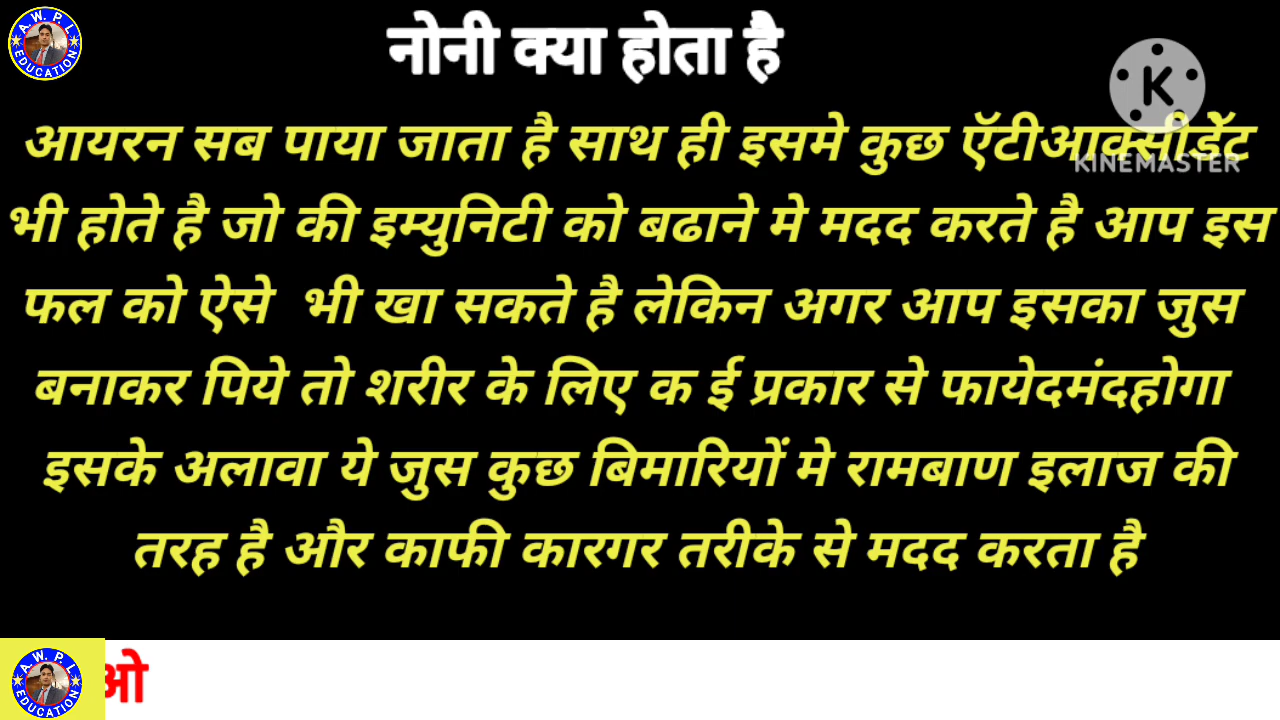 नोनी क्या होता है
आयरन सब पाया जाता है साथ ही इसमे कुछ ऍटीआक्सीडेंट
भी होते है जो की इम्युनिटी को बढाने मे मदद करते है आप इस
फल को ऐसे भी खा सकते है लेकिन अगर आप इसका जुस
बनाकर पिये तो शरीर के लिए क ई प्रकार से फायेदमंदहोगा
इसके अलावा ये जुस कुछ बिमारियों मे रामबाण इलाज की
तरह है और काफी कारगर तरीके से मदद करता है
A.W.P.L
EDUCATION
K
KINEMASTER
A.W.P.L
EDUCATION
ओ